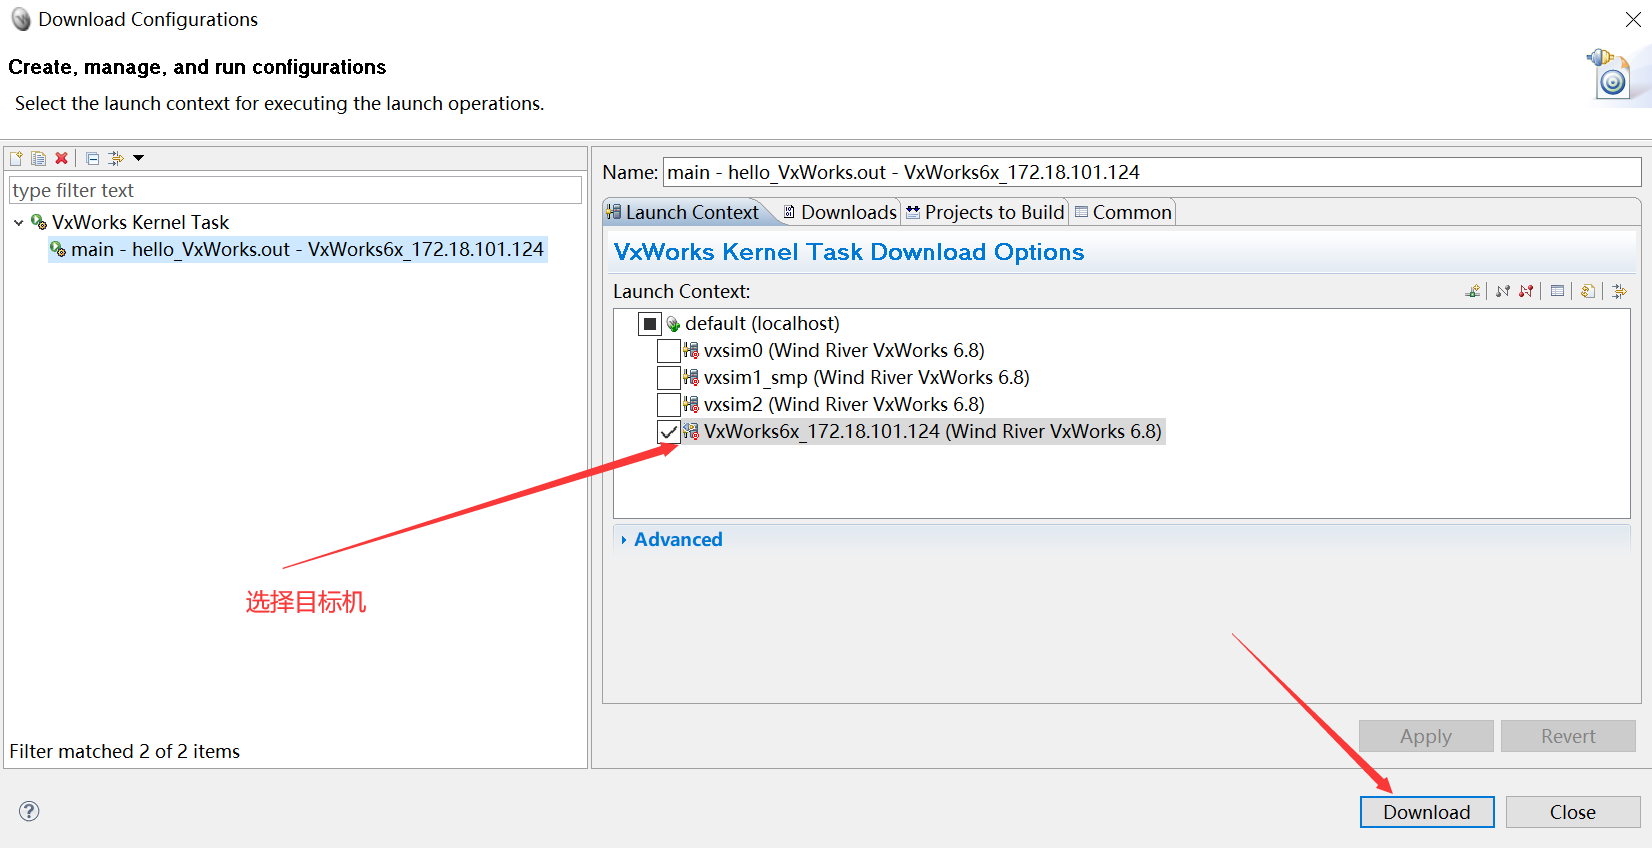 Download Configurations
Create, manage, and run configurations
Select the launch context for executing the launch operations.
type filter text
VxWorks Kernel Task
main - hello_VxWorks.out - VxWorks6x_172.18.101.124
Filter matched 2 of 2 items
Name: main - hello_VxWorks.out - VxWorks6x_172.18.101.124
Launch Context Downloads Projects to Build Common
VxWorks Kernel Task Download Options
Launch Context:
default (localhost)
vxsim0 (Wind River VxWorks 6.8)
vxsim1_smp (Wind River VxWorks 6.8)
vxsim2 (Wind River VxWorks 6.8)
VxWorks6x_172.18.101.124 (Wind River VxWorks 6.8)
Advanced
选择目标机
Apply Revert
Download Close